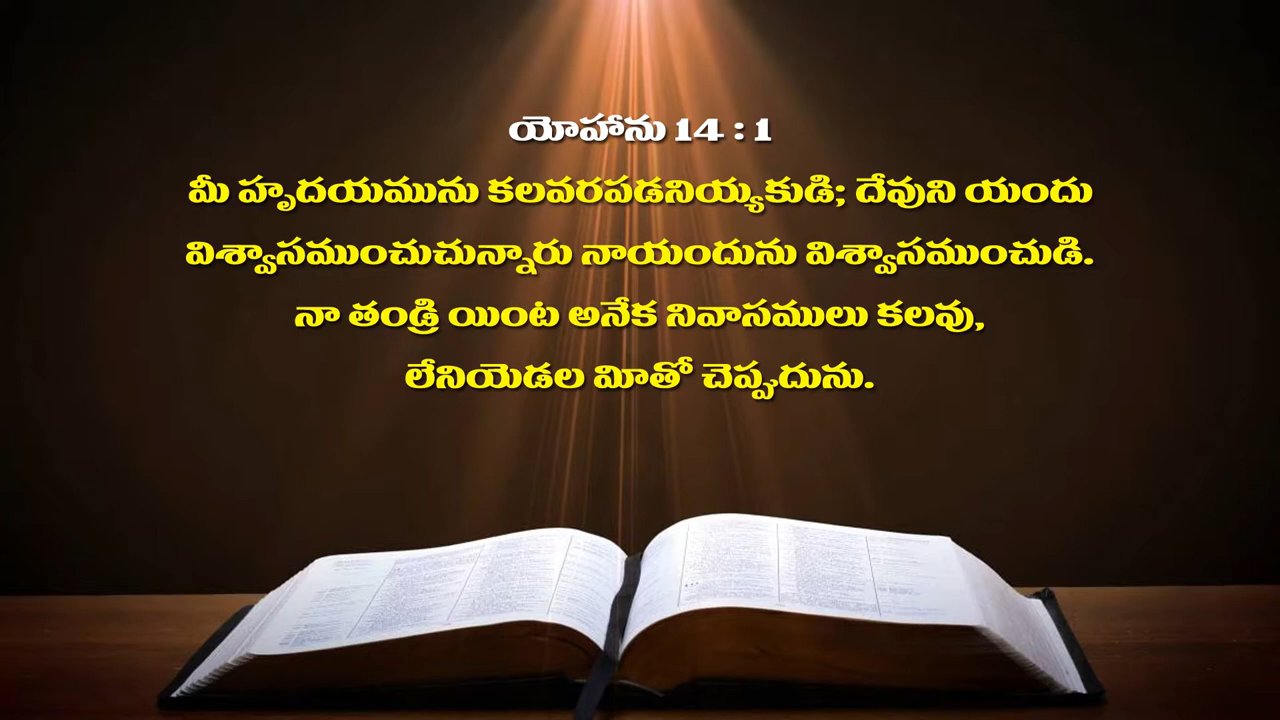 యోహాను 14 : 1
మీ హృదయమును కలవరపడనియ్యకుడి; దేవుని యందు
విశ్వాసముంచుచున్నారు నాయందును విశ్వాసముంచుడి.
నా తండ్రి యింట అనేక నివాసములు కలవు,
లేనియెడల మీతో చెప్పుదును.